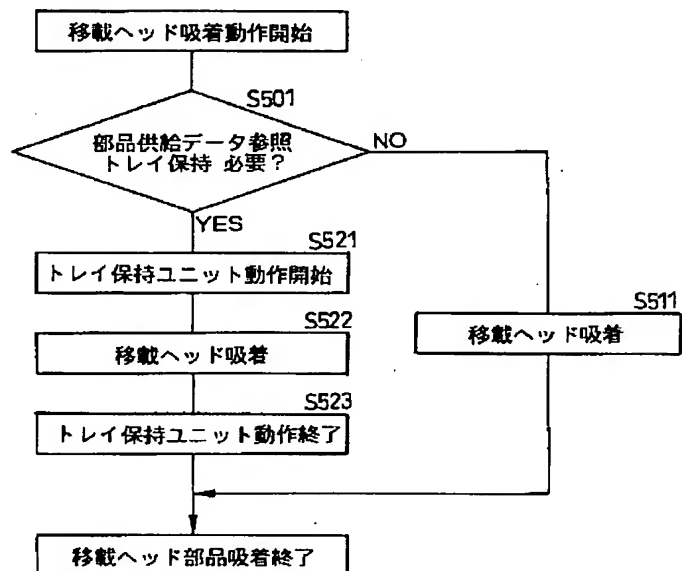 移載ヘッド吸着動作開始
S501
部品供給データ参照
トレイ保持 必要？
NO
YES
S521
トレイ保持ユニット動作開始
S522
移載ヘッド吸着
S511
移載ヘッド吸着
S523
トレイ保持ユニット動作終了
移載ヘッド部品吸着終了